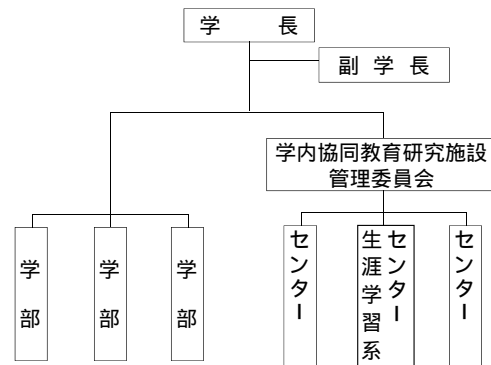 学 長
副 学 長
学内協同教育研究施設
管理委員会
学部
学部
学部
センター
センター
生涯学習系
センター